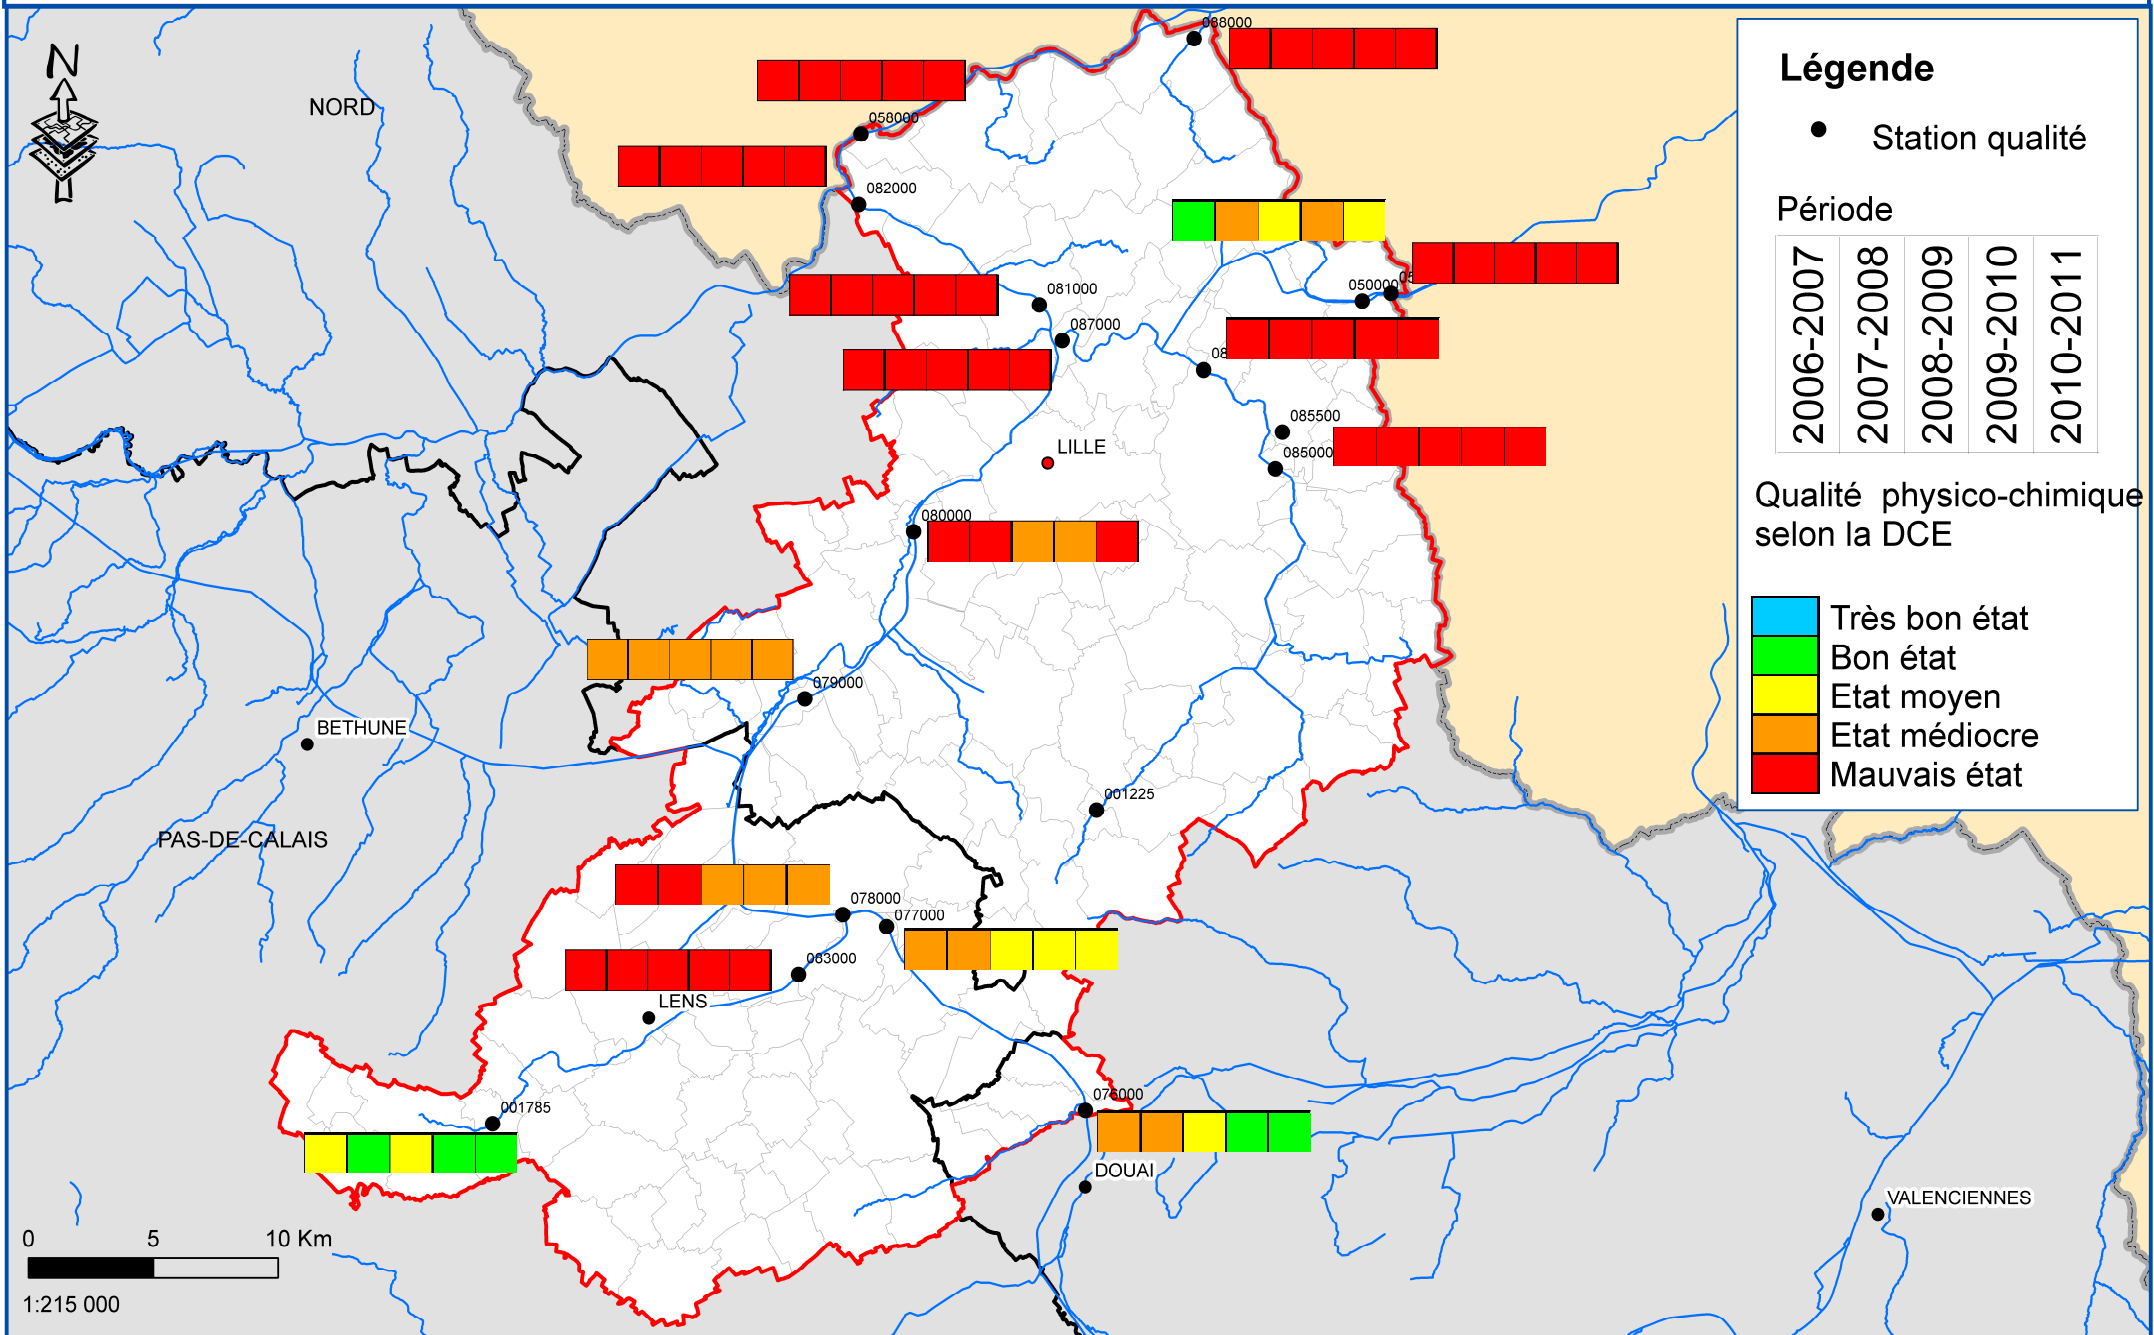 N
NORD
088000
058000
082000
081000
050000
087000
085500
LILLE
085000
080000
079000
BETHUNE
001225
PAS-DE-CALAIS
078000
077000
083000
LENS
001785
076000
DOUAI
VALENCIENNES
0 5 10 Km
1:215 000
Légende
Station qualité
Période
2006-2007
2007-2008
2008-2009
2009-2010
2010-2011
Qualité physico-chimique
selon la DCE
Très bon état
Bon état
Etat moyen
Etat médiocre
Mauvais état